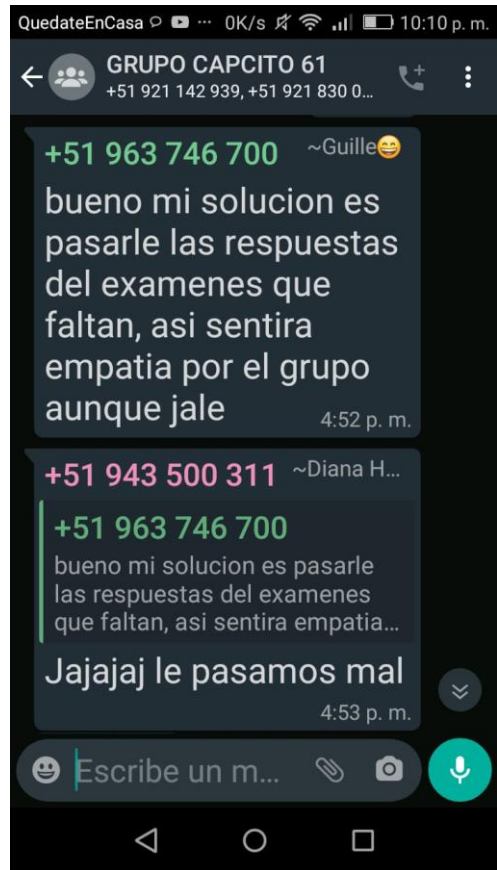 QuedateEnCasa ... 0K/s 10:10 p. m.
GRUPO CAPCITO 61
+51 921 142 939, +51 921 830 0...
+51 963 746 700 ~Guille😄
bueno mi solucion es
pasarle las respuestas
del examenes que
faltan, asi sentira
empatia por el grupo
aunque jale
4:52 p. m.
+51 943 500 311 ~Diana H...
+51 963 746 700
bueno mi solucion es pasarle
las respuestas del examenes
que faltan, asi sentira empatia...
Jajajaj le pasamos mal
4:53 p. m.
Escribe un m...